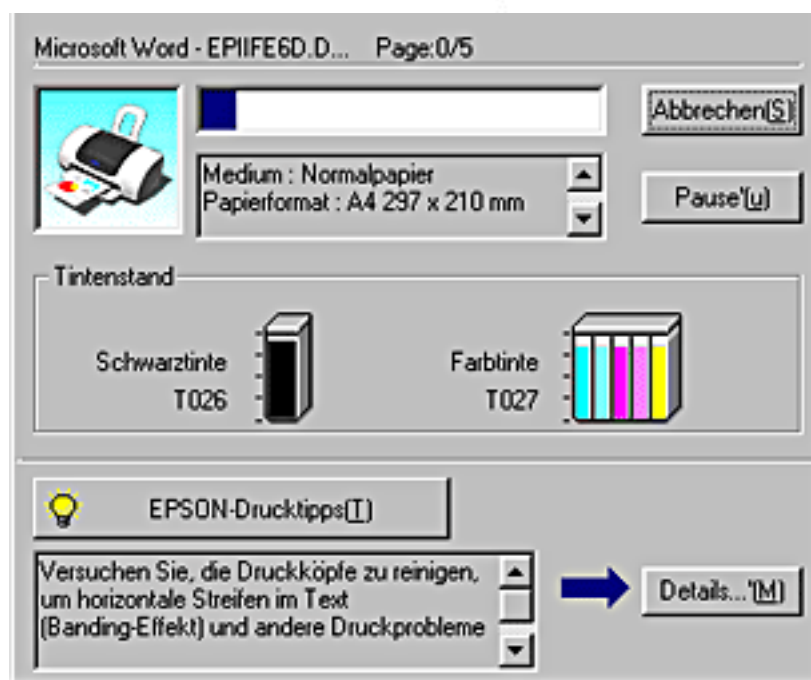 Microsoft Word - EPIIFE6D.D... Page:0/5
Abbrechen(S)
Medium : Normalpapier
Papierformat : A4 297 x 210 mm
Pause'(u)
Tintenstand
Schwarztinte
T026
Farbtinte
T027
EPSON-Drucktipps(T)
Versuchen Sie, die Druckköpfe zu reinigen,
um horizontale Streifen im Text
(Banding-Effekt) und andere Druckprobleme
Details...'(M)